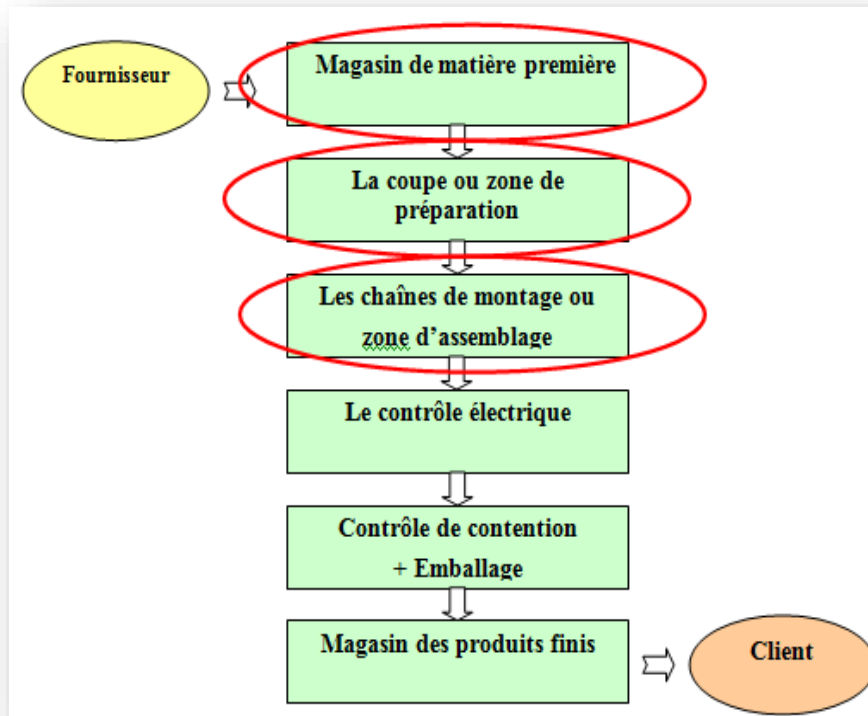 Fournisseur
Magasin de matière première
La coupe ou zone de
préparation
Les chaînes de montage ou
zone d'assemblage
Le contrôle électrique
Contrôle de contention
+ Emballage
Magasin des produits finis
Client